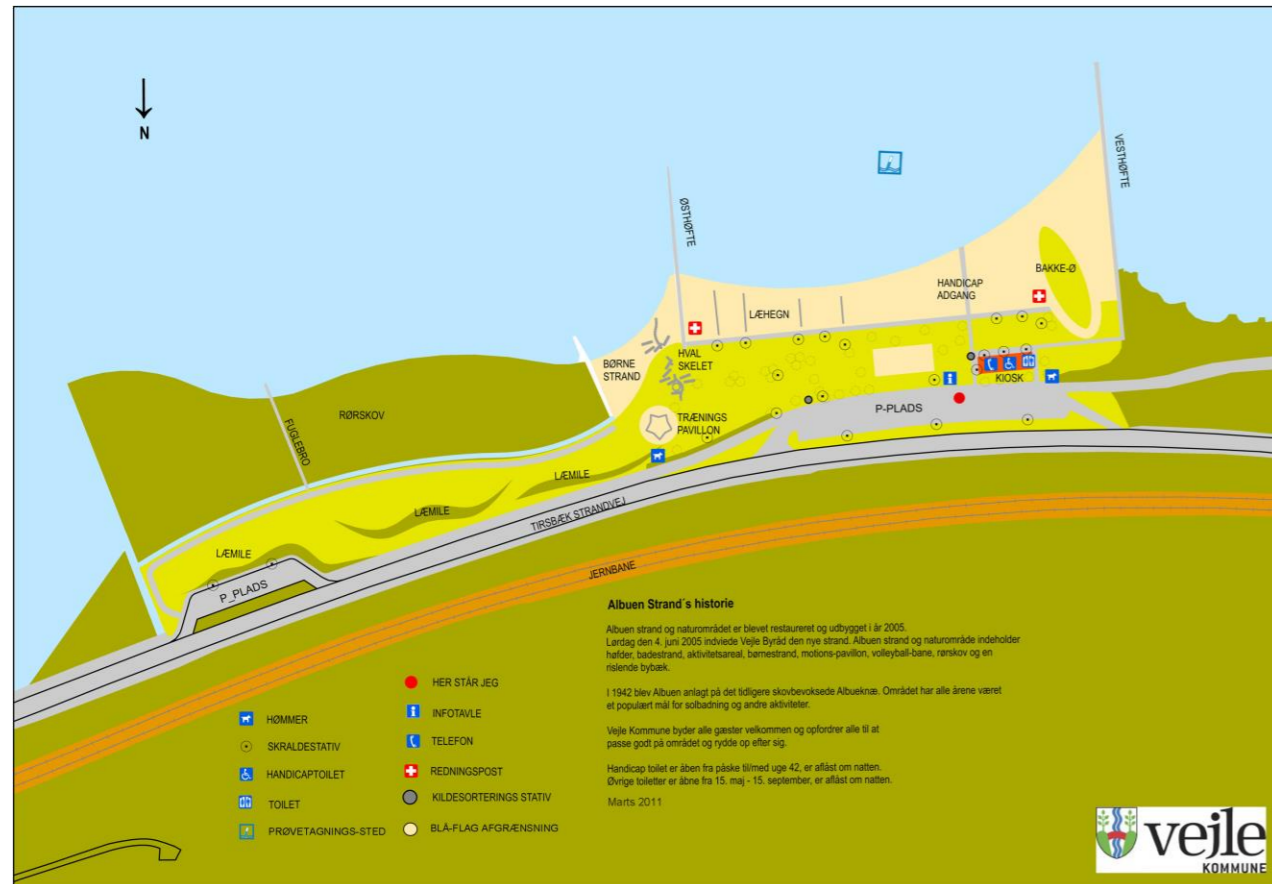 N
ØSTHØFTE
VESTHØFTE
BAKKE-Ø
HANDICAP
ADGANG
LÆHEGN
HVAL
SKELET
BØRNE
STRAND
KIOSK
P-PLADS
TRÆNINGS
PAVILLON
RØRSKOV
FUGLEBRO
LÆMILE
LÆMILE
LÆMILE
P_PLADS
TIRSBÆK STRANDVEJ
JERNBANE
Albuen Strand´s historie
Albuen strand og naturområdet er blevet restaureret og udbygget i år 2005.
Lørdag den 4. juni 2005 indviede Vejle Byråd den nye strand. Albuen strand og naturområde indeholder
høfder, badestrand, aktivitetsareal, børnestrand, motions-pavillon, volleyball-bane, rørskov og en
rislende bybæk.
I 1942 blev Albuen anlagt på det tidligere skovbevoksede Albueknæ. Området har alle årene været
et populært mål for solbadning og andre aktiviteter.
Vejle Kommune byder alle gæster velkommen og opfordrer alle til at
passe godt på området og rydde op efter sig.
Handicap toilet er åben fra påske til/med uge 42, er aflåst om natten.
Øvrige toiletter er åbne fra 15. maj - 15. september, er aflåst om natten.
Marts 2011
HØMMER
SKRALDESTATIV
HANDICAPTOILET
TOILET
PRØVETAGNINGS-STED
HER STÅR JEG
INFOTAVLE
TELEFON
REDNINGSPOST
KILDESORTERINGS STATIV
BLÅ-FLAG AFGRÆNSNING
vejle
KOMMUNE